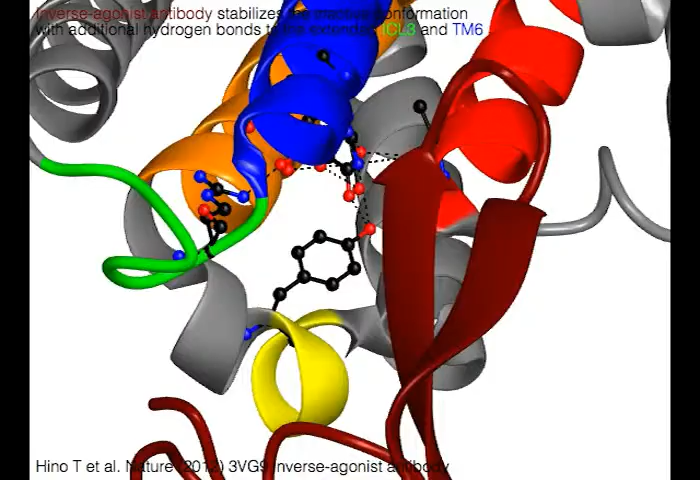 Inverse-agonist antibody stabilizes the inactive conformation
with additional hydrogen bonds to the extended ICL3 and TM6
Hino T et al. Nature (2012) 3VG9 inverse-agonist antibody